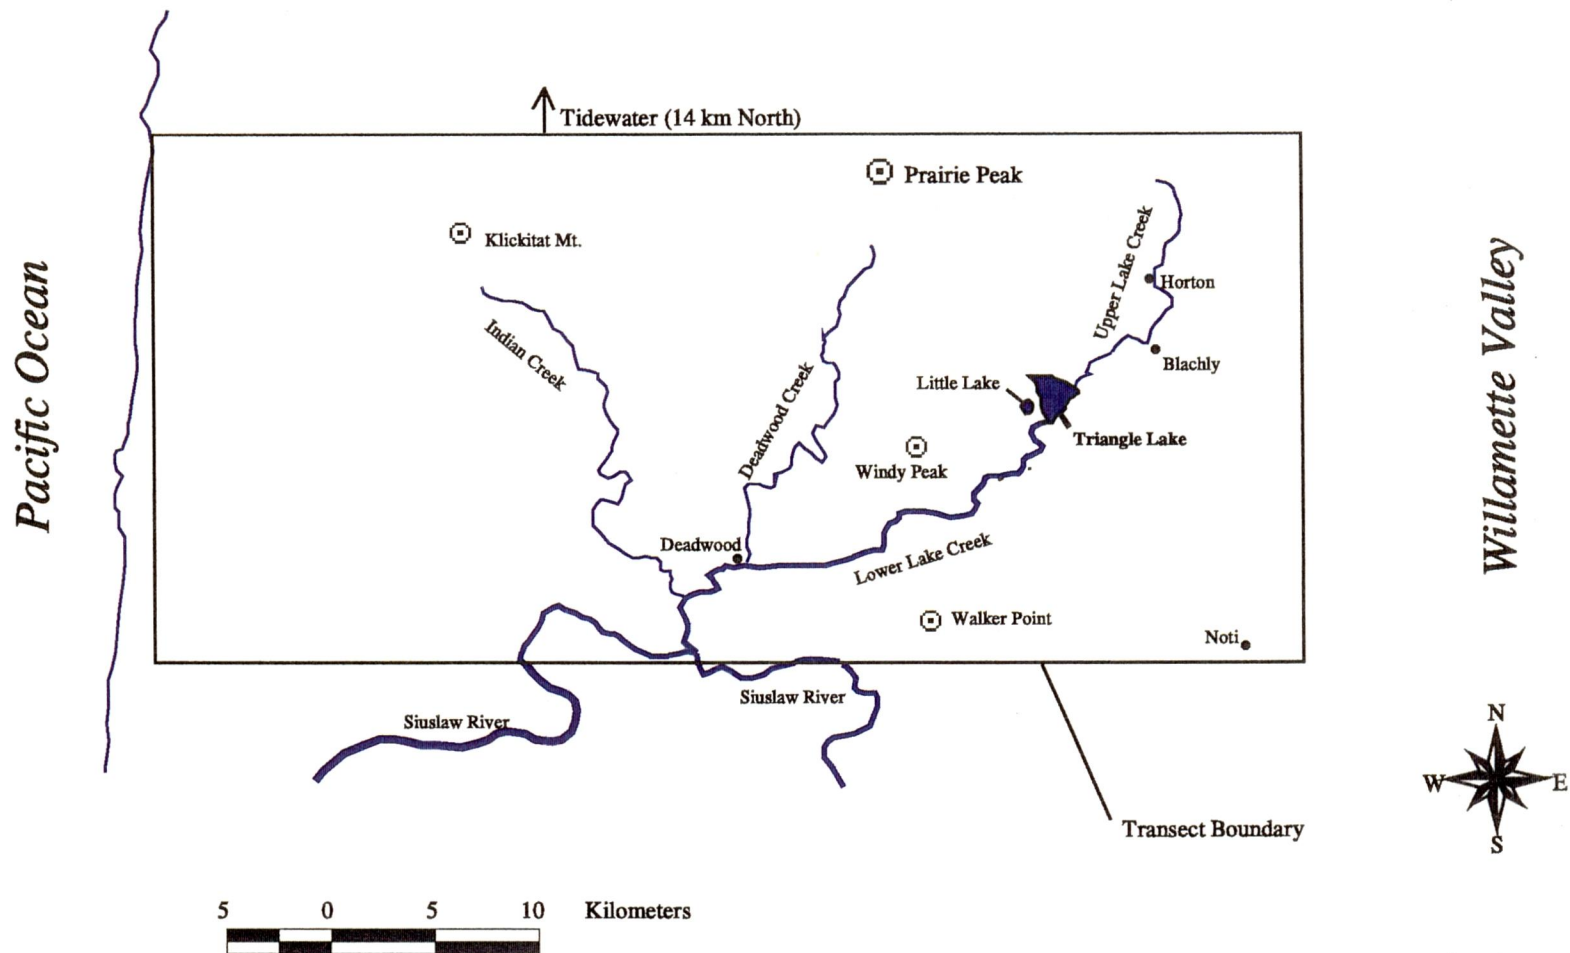 Tidewater (14 km North)
Prairie Peak
Klickitat Mt.
Upper Lake Creek
Horton
Pacific Ocean
Willamette Valley
Indian Creek
Deadwood Creek
Blachly
Little Lake
Triangle Lake
Windy Peak
Deadwood
Lower Lake Creek
Walker Point
Noti
Siuslaw River
Siuslaw River
N
W
E
S
Transect Boundary
5 0 5 10 Kilometers